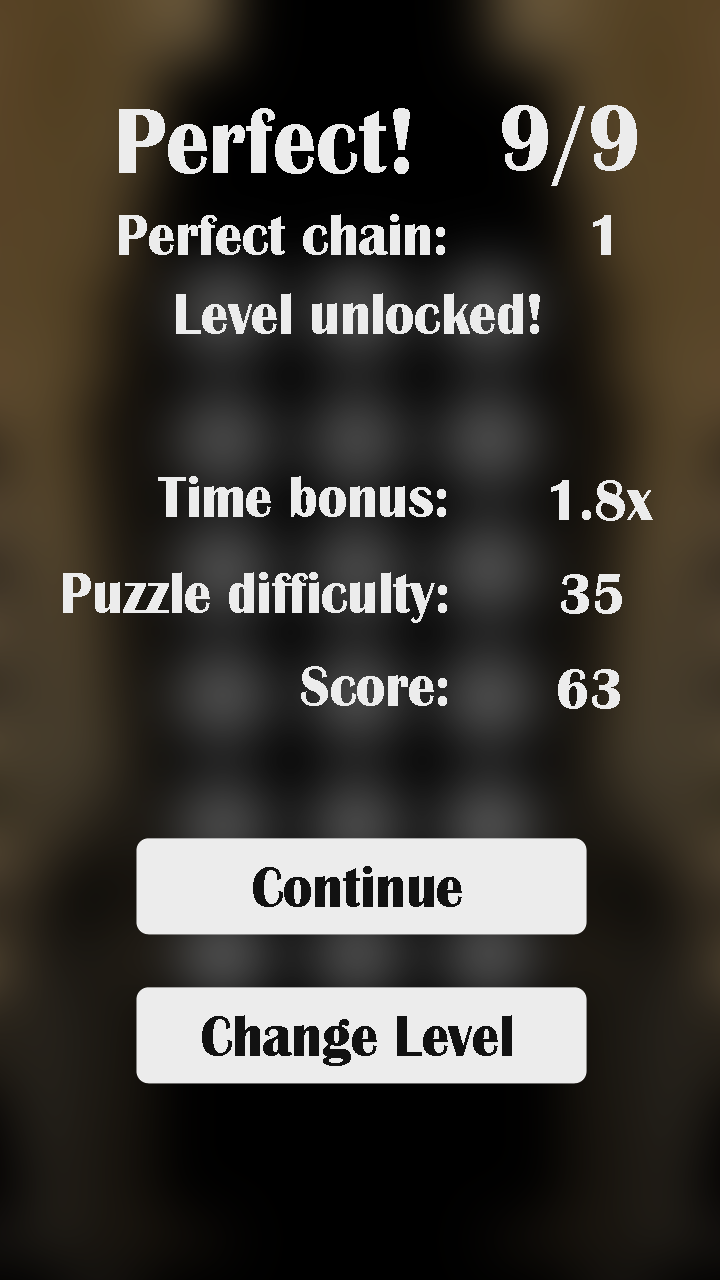 Perfect! 9/9
Perfect chain: 1
Level unlocked!
Time bonus: 1.8x
Puzzle difficulty: 35
Score: 63
Continue
Change Level